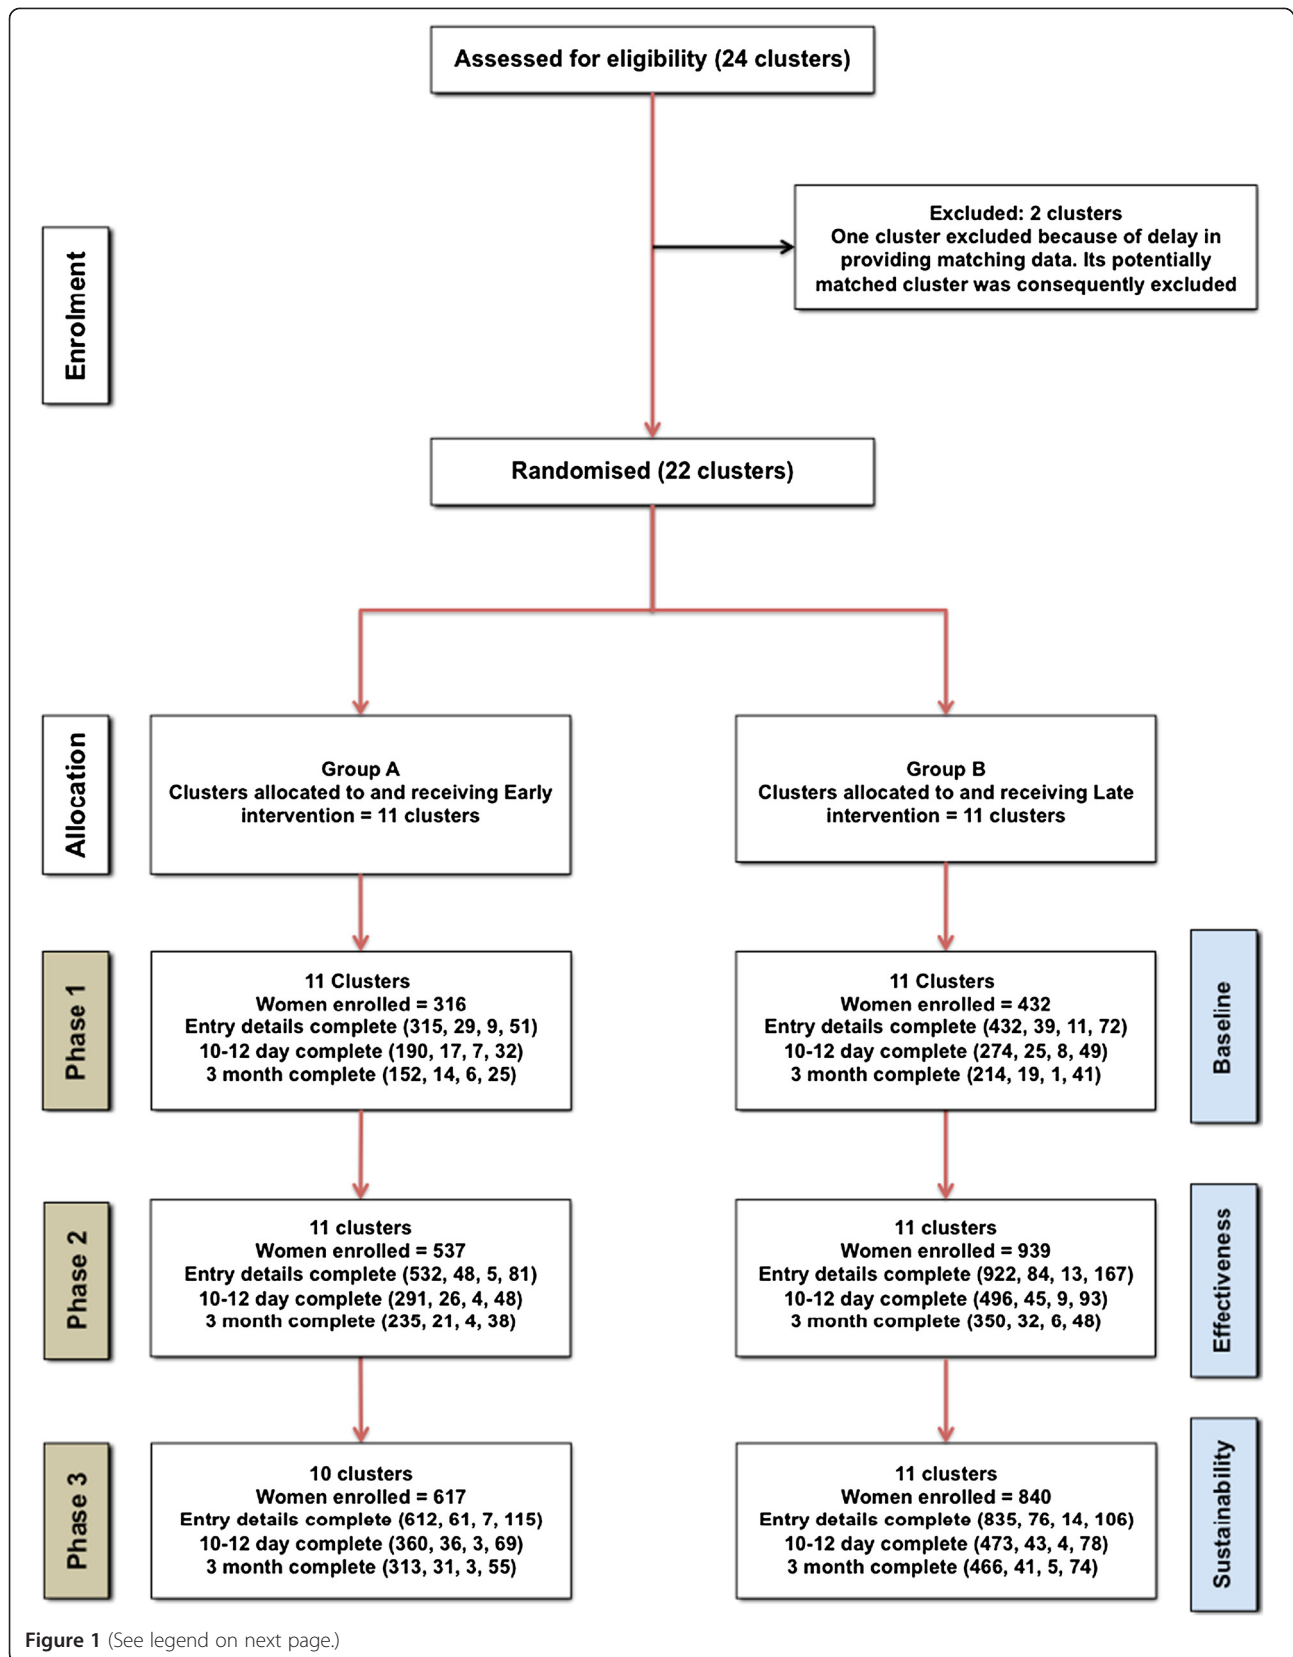 Assessed for eligibility (24 clusters)
Excluded: 2 clusters
One cluster excluded because of delay in
providing matching data. Its potentially
matched cluster was consequently excluded
Enrolment
Randomised (22 clusters)
Allocation
Group A
Clusters allocated to and receiving Early
intervention = 11 clusters
Group B
Clusters allocated to and receiving Late
intervention = 11 clusters
Phase 1
11 Clusters
Women enrolled = 316
Entry details complete (315, 29, 9, 51)
10-12 day complete (190, 17, 7, 32)
3 month complete (152, 14, 6, 25)
11 Clusters
Women enrolled = 432
Entry details complete (432, 39, 11, 72)
10-12 day complete (274, 25, 8, 49)
3 month complete (214, 19, 1, 41)
Baseline
Phase 2
11 clusters
Women enrolled = 537
Entry details complete (532, 48, 5, 81)
10-12 day complete (291, 26, 4, 48)
3 month complete (235, 21, 4, 38)
11 clusters
Women enrolled = 939
Entry details complete (922, 84, 13, 167)
10-12 day complete (496, 45, 9, 93)
3 month complete (350, 32, 6, 48)
Effectiveness
Phase 3
10 clusters
Women enrolled = 617
Entry details complete (612, 61, 7, 115)
10-12 day complete (360, 36, 3, 69)
3 month complete (313, 31, 3, 55)
11 clusters
Women enrolled = 840
Entry details complete (835, 76, 14, 106)
10-12 day complete (473, 43, 4, 78)
3 month complete (466, 41, 5, 74)
Sustainability
Figure 1 (See legend on next page.)